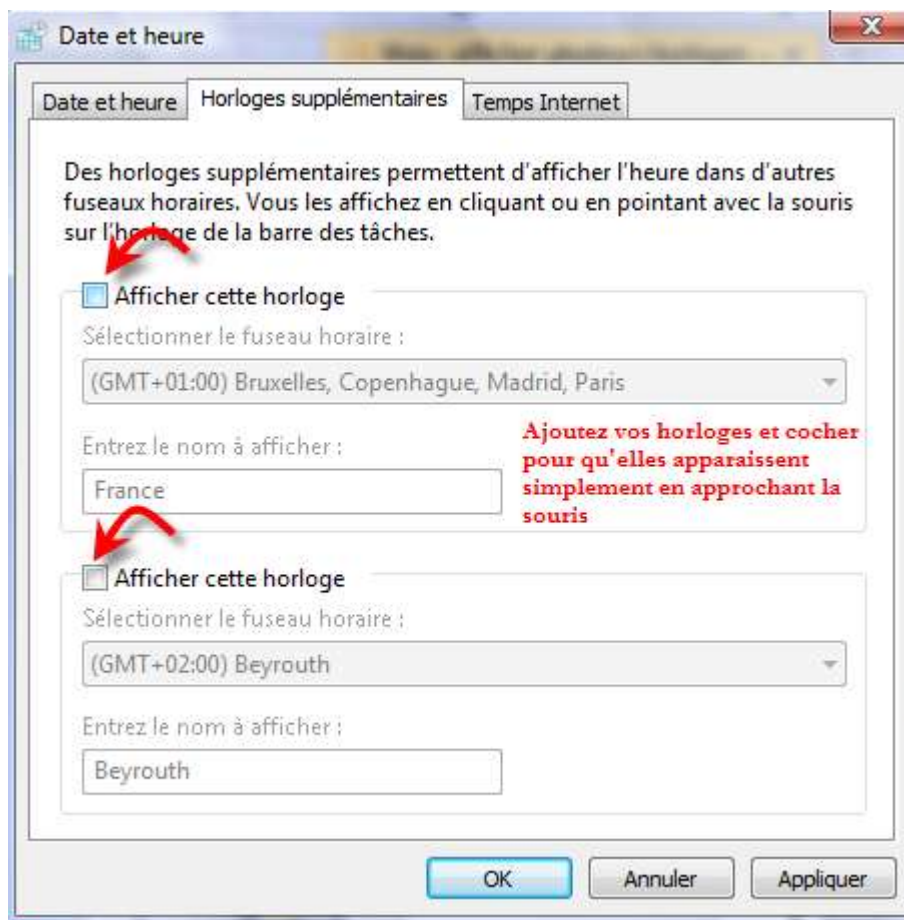 Date et heure
Date et heure
Horloges supplémentaires
Temps Internet
Des horloges supplémentaires permettent d'afficher l'heure dans d'autres
fuseaux horaires. Vous les affichez en cliquant ou en pointant avec la souris
sur l'horloge de la barre des tâches.
Afficher cette horloge
Sélectionner le fuseau horaire :
(GMT+01:00) Bruxelles, Copenhague, Madrid, Paris
Entrez le nom à afficher :
France
Ajoutez vos horloges et cocher
pour qu'elles apparaissent
simplement en approchant la
souris
Afficher cette horloge
Sélectionner le fuseau horaire :
(GMT+02:00) Beyrouth
Entrez le nom à afficher :
Beyrouth
OK
Annuler
Appliquer